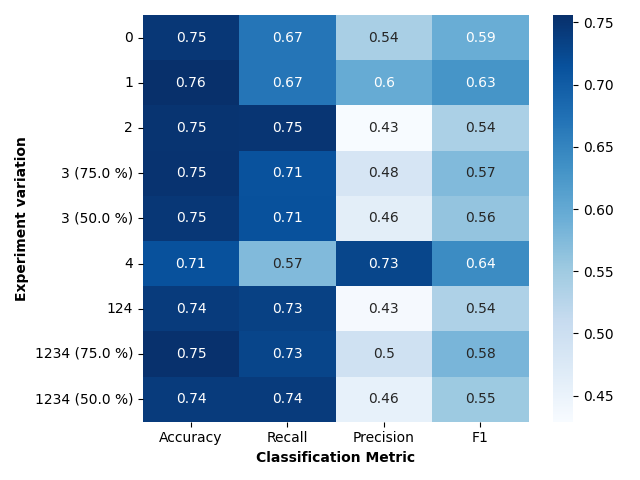 0 0.75 0.67 0.54 0.59 0.75
1 0.76 0.67 0.6 0.63 0.70
2 0.75 0.75 0.43 0.54
3 (75.0 %) 0.75 0.71 0.48 0.57 0.65
3 (50.0 %) 0.75 0.71 0.46 0.56 0.60
4 0.71 0.57 0.73 0.64 0.55
124 0.74 0.73 0.43 0.54 0.50
1234 (75.0 %) 0.75 0.73 0.5 0.58
1234 (50.0 %) 0.74 0.74 0.46 0.55 0.45
Accuracy Recall Precision F1
Classification Metric
Experiment variation